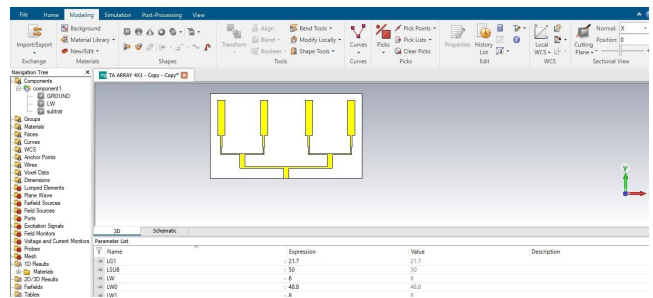 File Home Modeling Simulation Post-Processing View
Import/Export
Background
Material Library
New/Edit
Transform
Align
Blend
Boolean
Bend Tools
Modify Locally
Shape Tools
Curves
Picks
Pick Points
Pick Lists
Clear Picks
Properties
History List
Local WCS
Cutting Plane
Normal: X
Position: 0
Exchange Materials Shapes Tools Curves Picks Edit WCS Sectional View
Navigation Tree
TA ARRAY 4X1 - Copy - Copy*
Components
component1
GROUND
LW
subtrat
Groups
Materials
Faces
Curves
WCS
Anchor Points
Wires
Voxel Data
Dimensions
Lumped Elements
Plane Wave
Farfield Sources
Field Sources
Ports
Excitation Signals
Field Monitors
Voltage and Current Monitors
Probes
Mesh
1D Results
Materials
2D/3D Results
Farfields
Tables
y
3D Schematic
Parameter List
Name Expression Value Description
LG1 = 21.7 21.7
LSUB = 50 50
LW = 6 6
LW0 = 48.8 48.8
LW1 = 8 8